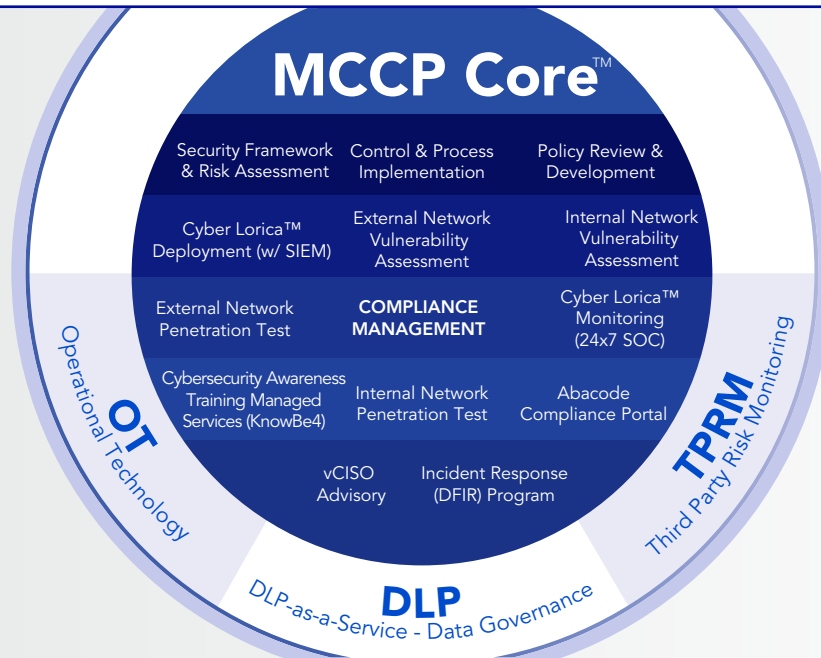 MCCP Core™
Security Framework
& Risk Assessment
Control & Process
Implementation
Policy Review &
Development
Cyber Lorica™
Deployment (w/ SIEM)
External Network
Vulnerability
Assessment
Internal Network
Vulnerability
Assessment
External Network
Penetration Test
COMPLIANCE
MANAGEMENT
Cyber Lorica™
Monitoring
(24x7 SOC)
Cybersecurity Awareness
Training Managed
Services (KnowBe4)
Internal Network
Penetration Test
Abacode
Compliance Portal
vCISO
Advisory
Incident Response
(DFIR) Program
OT
Operational Technology
DLP
DLP-as-a-Service - Data Governance
TPRM
Third Party Risk Monitoring